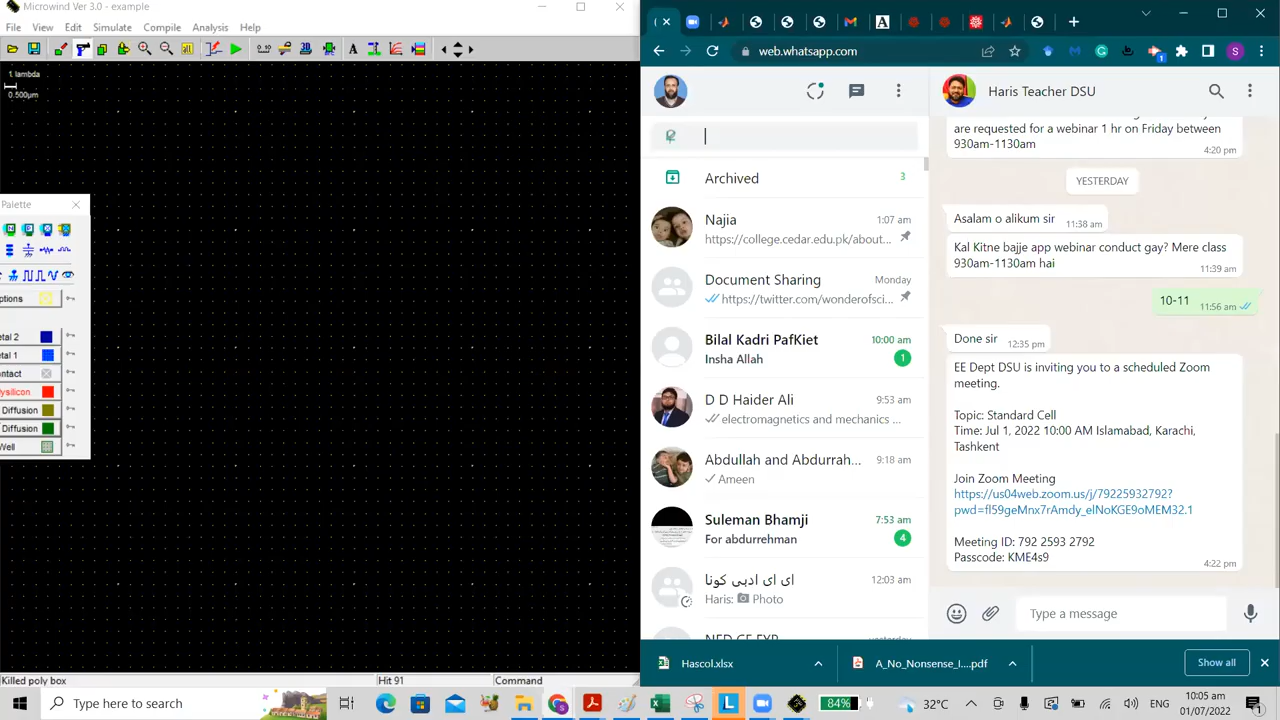 Microwind Ver 3.0 - example
File View Edit Simulate Compile Analysis Help
1 lambda
0.500µm
Palette
ptions
etal 2
etal 1
ontact
lysilicon
Diffusion
Diffusion
Well
Killed poly box
Hit 91
Command
web.whatsapp.com
Archived 3
Najia 1:07 am
https://college.cedar.edu.pk/about...
Document Sharing Monday
https://twitter.com/wonderofsci...
Bilal Kadri PafKiet 10:00 am
Insha Allah 1
D D Haider Ali 9:53 am
electromagnetics and mechanics ...
Abdullah and Abdurrah... 9:18 am
Ameen
Suleman Bhamji 7:53 am
For abdurrehman 4
ای ای ادبی کونا 12:03 am
Haris: Photo
Haris Teacher DSU
are requested for a webinar 1 hr on Friday between
930am-1130am
4:20 pm
YESTERDAY
Asalam o alikum sir 11:38 am
Kal Kitne bajje app webinar conduct gay? Mere class
930am-1130am hai
11:39 am
10-11 11:56 am
Done sir 12:35 pm
EE Dept DSU is inviting you to a scheduled Zoom
meeting.
Topic: Standard Cell
Time: Jul 1, 2022 10:00 AM Islamabad, Karachi,
Tashkent
Join Zoom Meeting
https://us04web.zoom.us/j/79225932792?
pwd=fl59geMnx7rAmdy_elNoKGE9oMEM32.1
Meeting ID: 792 2593 2792
Passcode: KME4s9
4:22 pm
Type a message
Hascol.xlsx
A_No_Nonsense_I....pdf
Show all
Type here to search
84%
32°C
ENG
10:05 am
01/07/2022